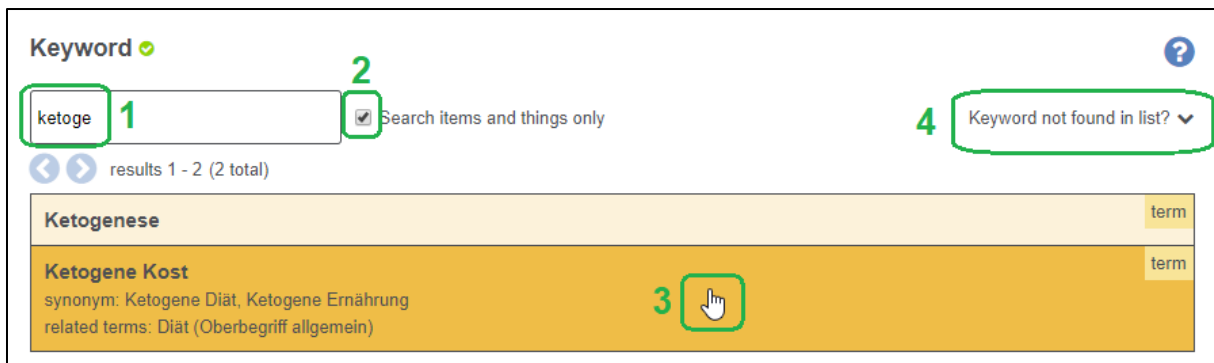 Keyword
?
2
ketoge 1 Search items and things only 4 Keyword not found in list?
results 1 - 2 (2 total)
Ketogenese term
Ketogene Kost term
synonym: Ketogene Diät, Ketogene Ernährung
3
related terms: Diät (Oberbegriff allgemein)